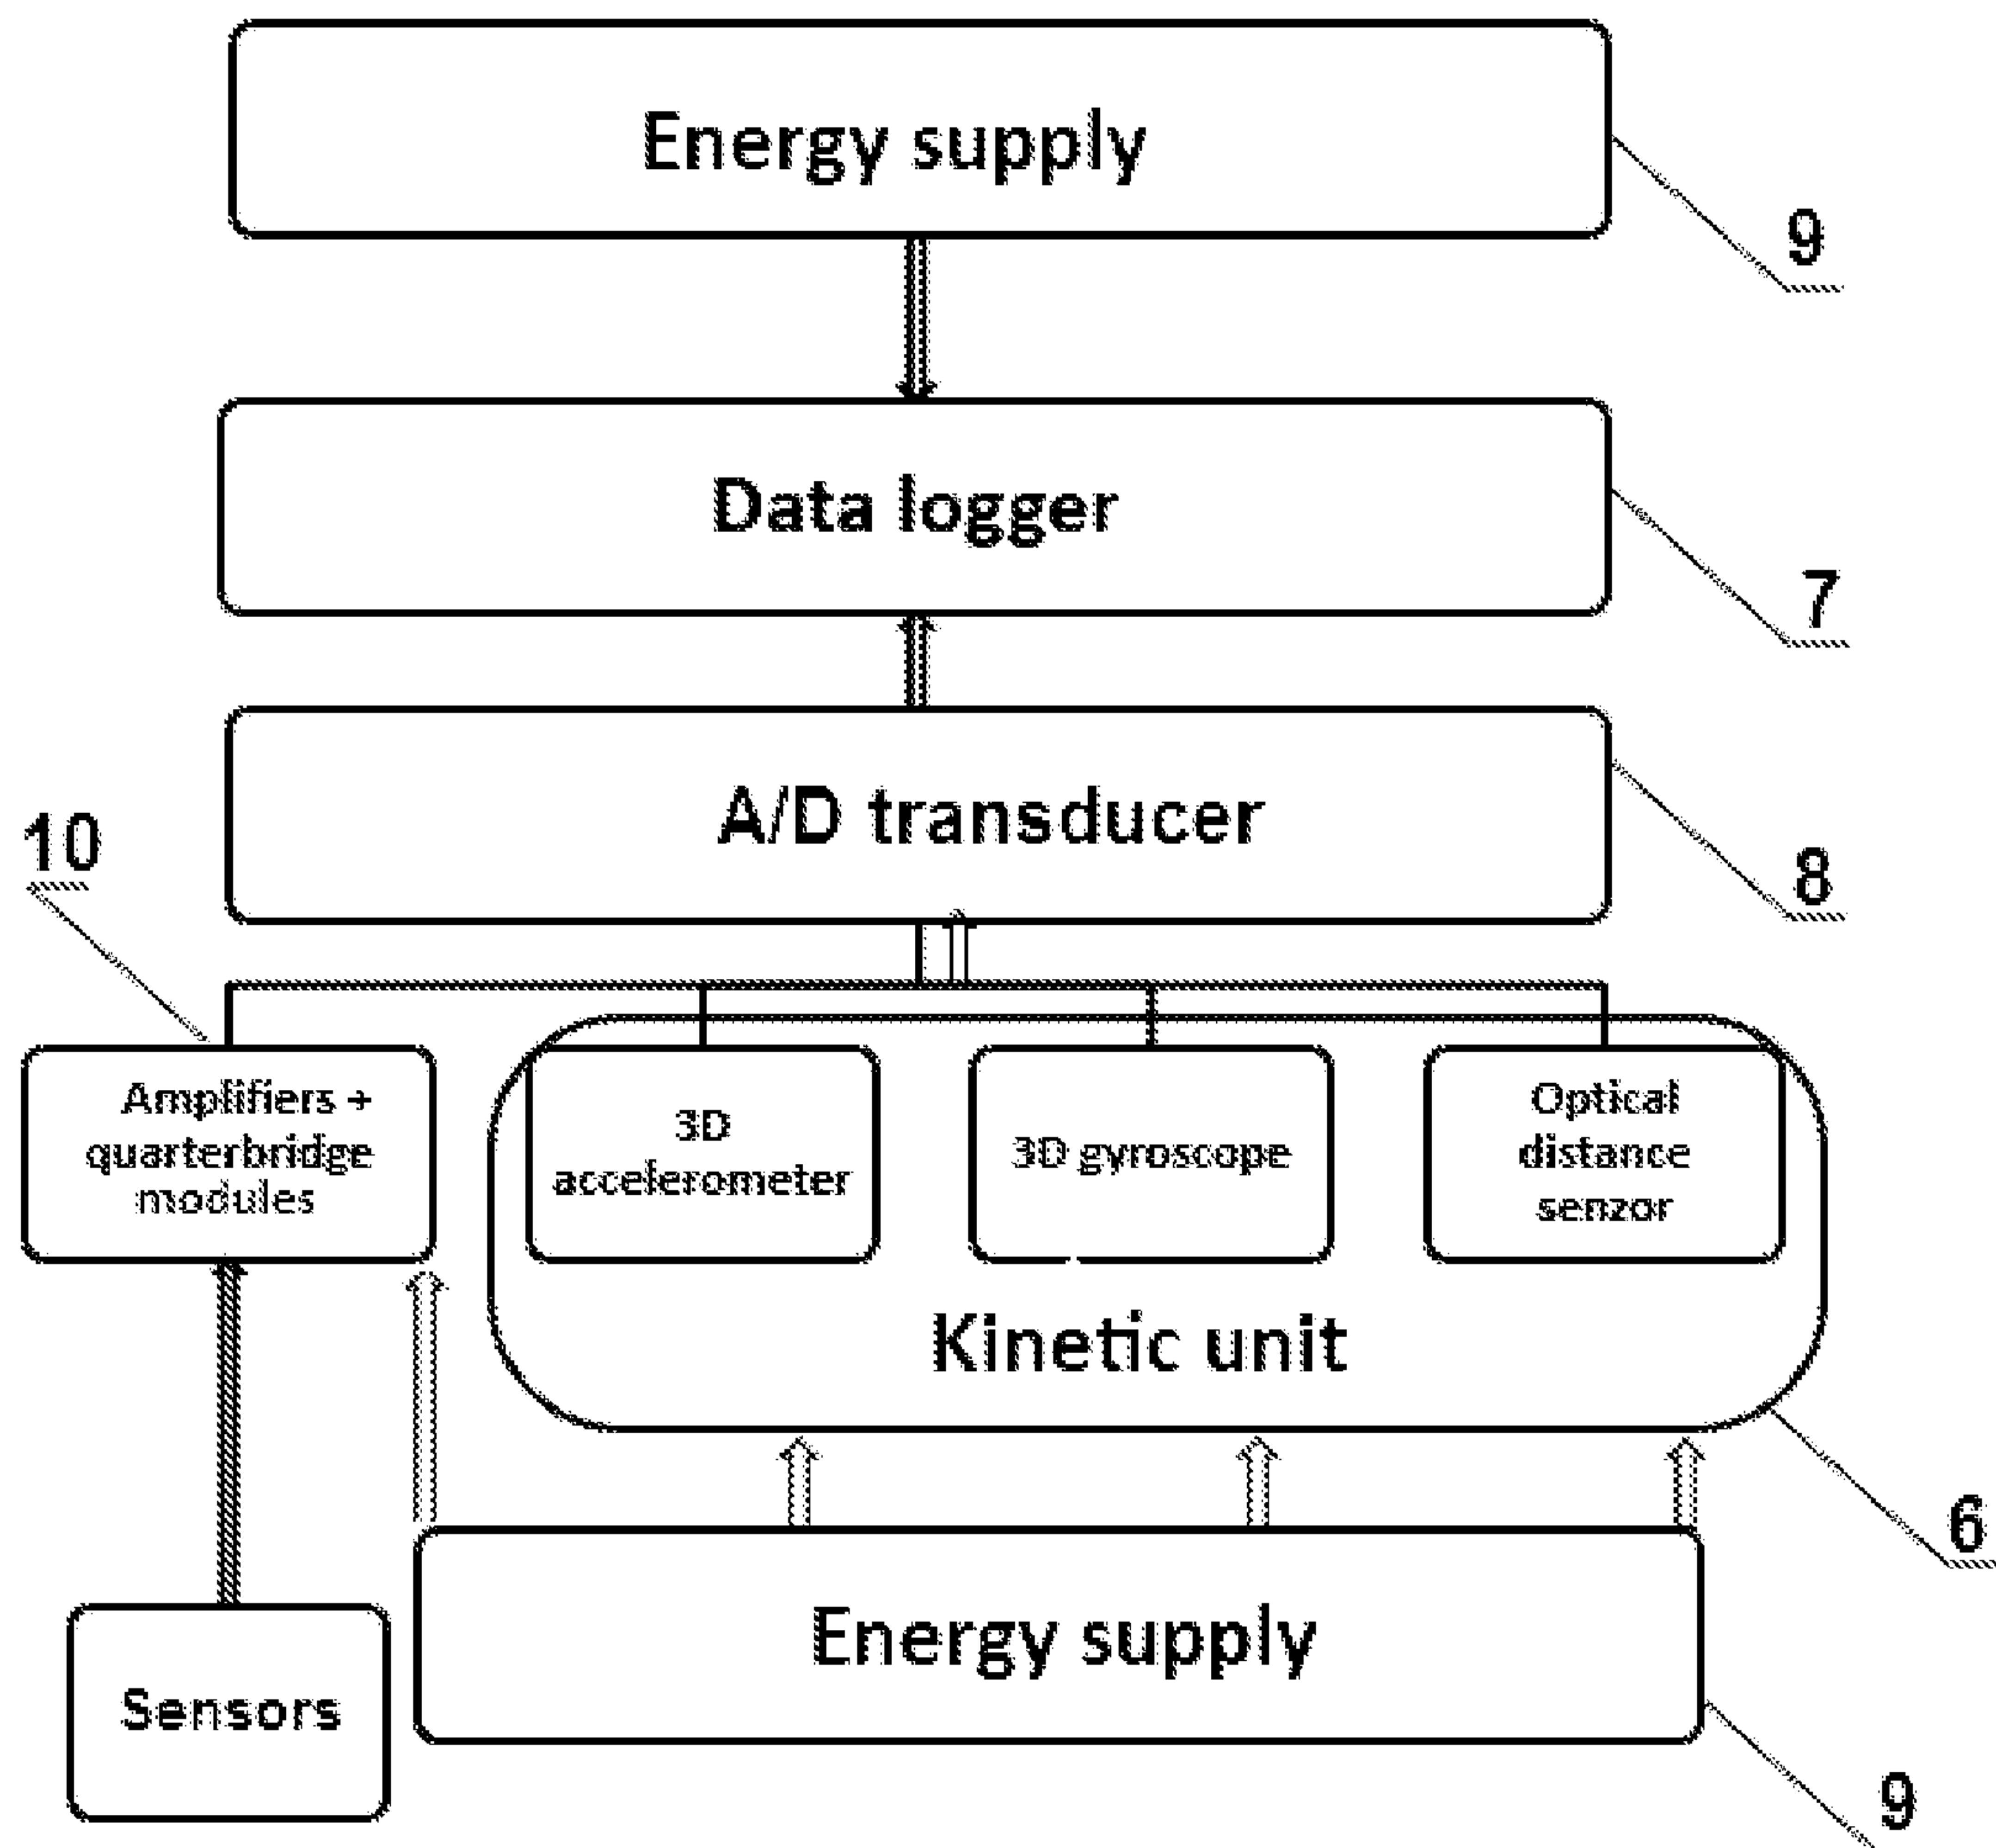 Energy supply
9
Data logger
7
A/D transducer
8
10
Amplifiers +
quarterbridge
modules
3D
accelerometer
3D gyroscope
Optical
distance
senzor
Kinetic unit
6
Energy supply
Sensors
9